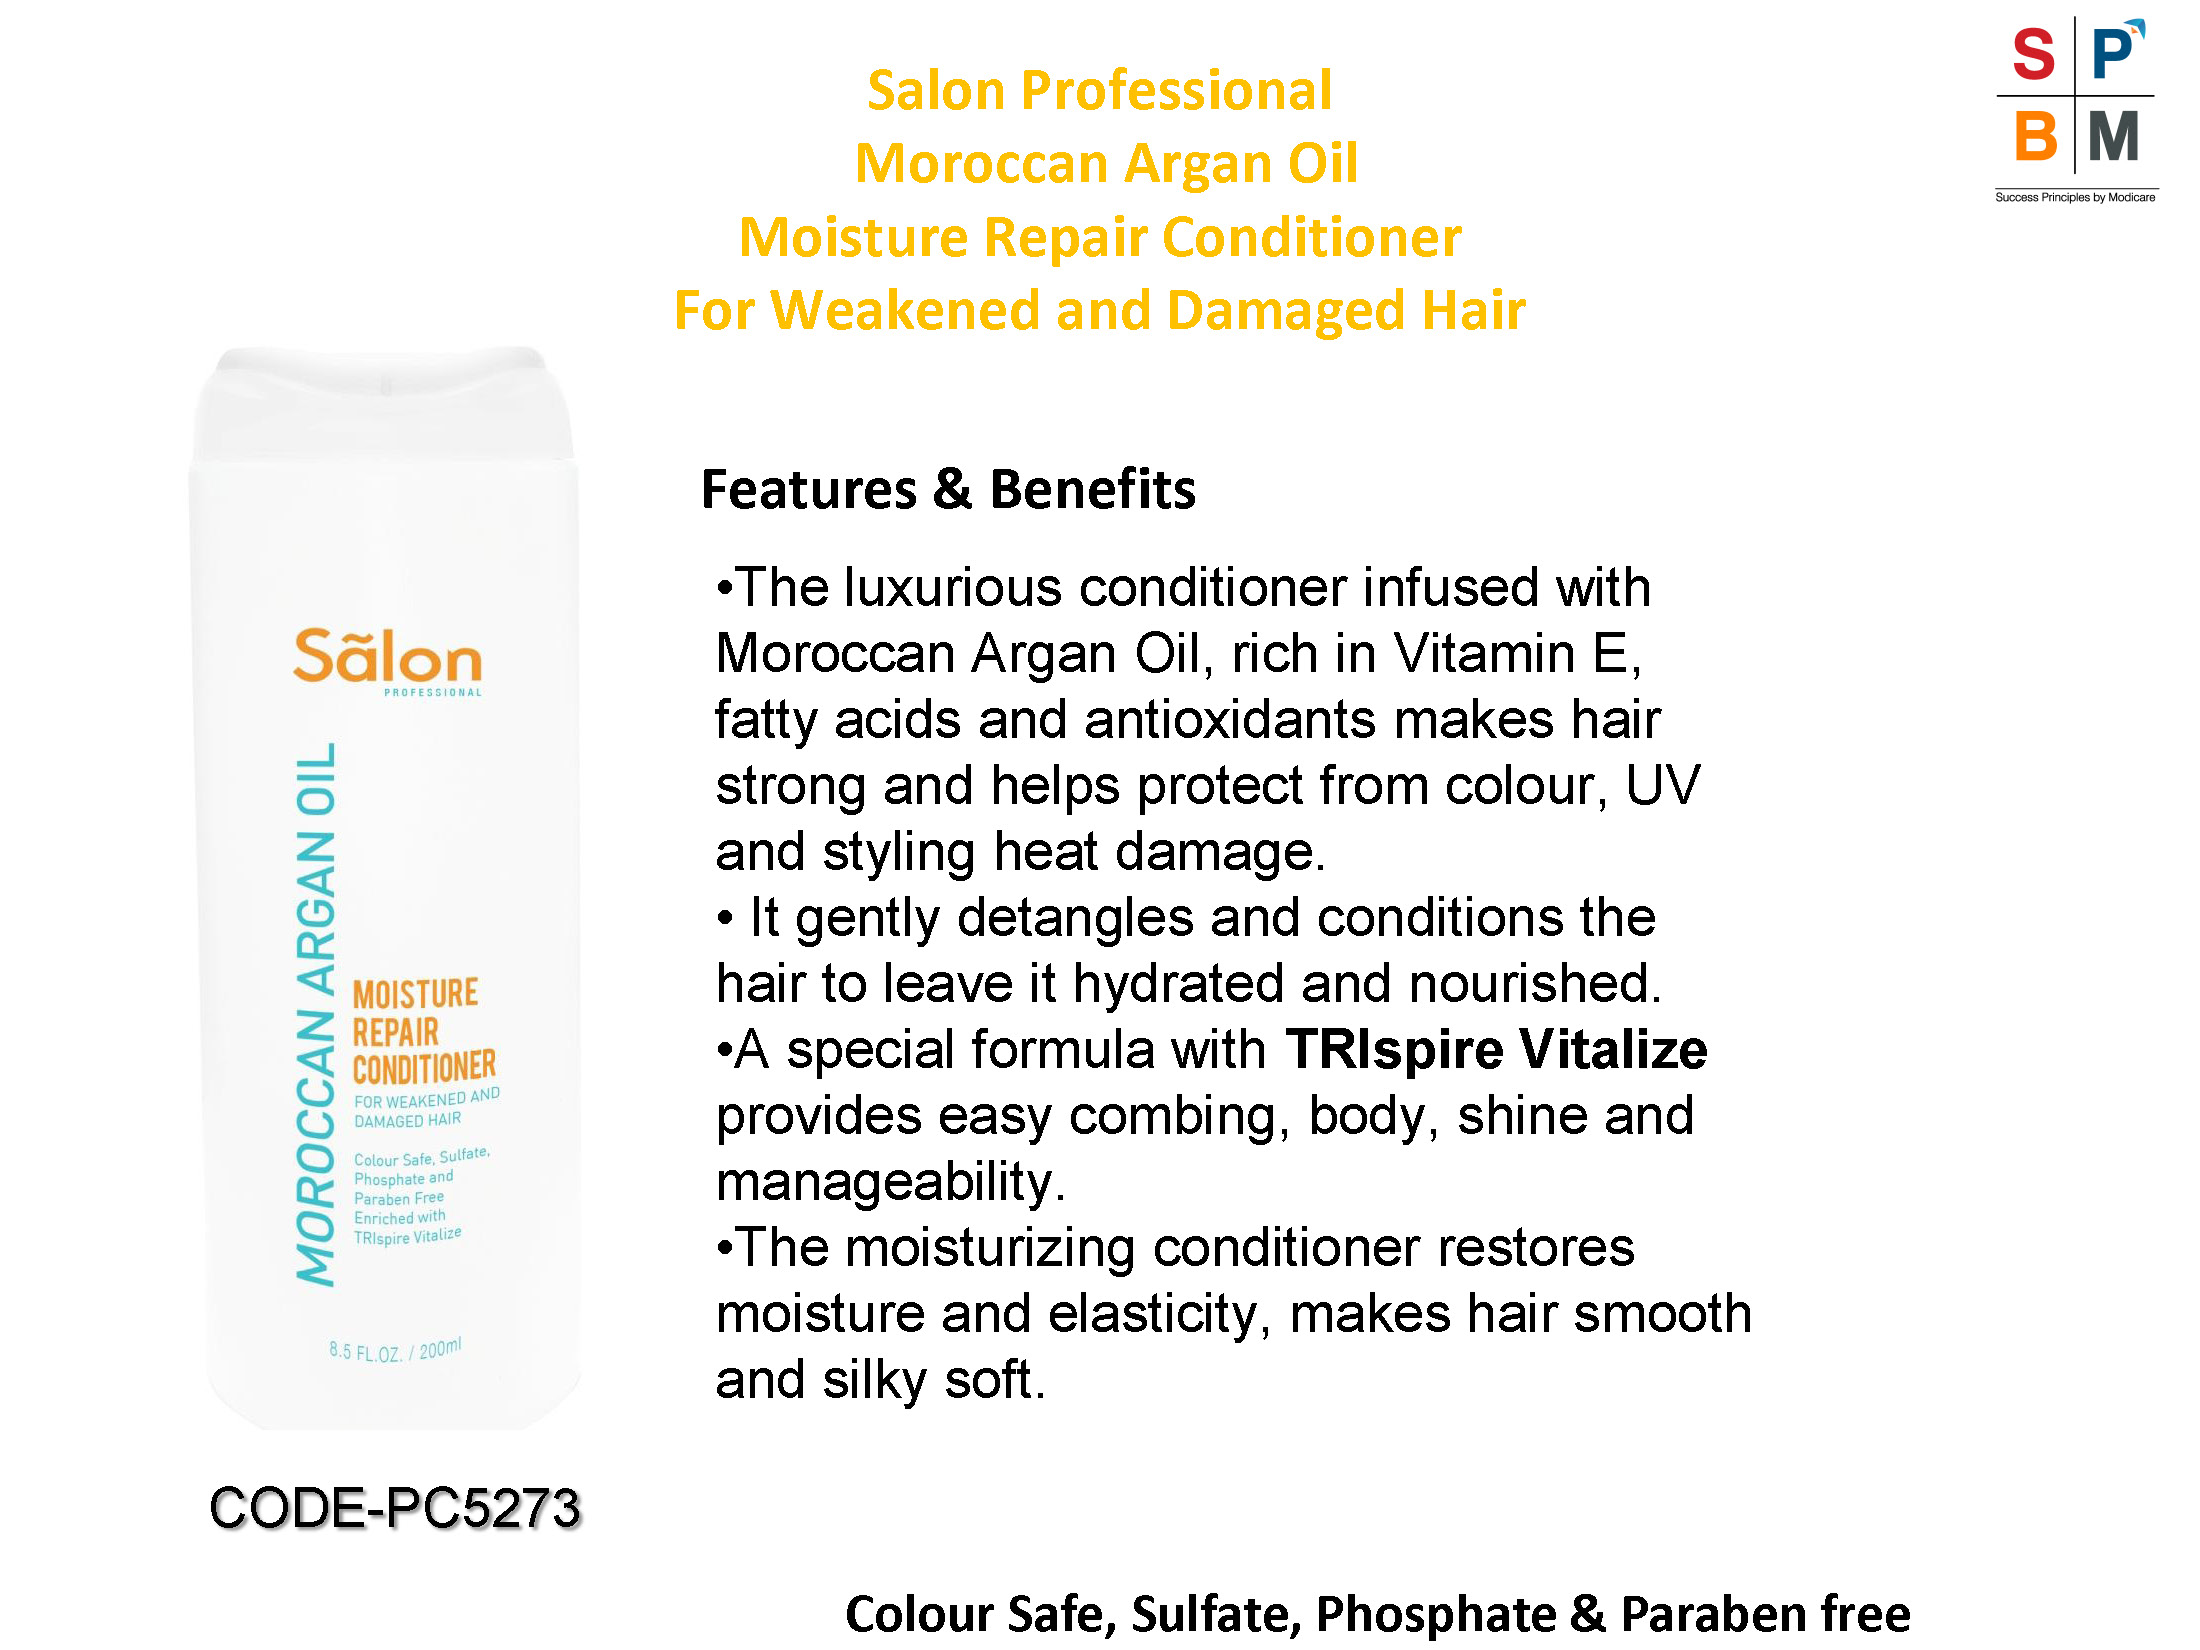 S P
B M
Success Principles by Modicare
Salon Professional
Moroccan Argan Oil
Moisture Repair Conditioner
For Weakened and Damaged Hair
Sãlon
PROFESSIONAL
MOROCCAN ARGAN OIL
MOISTURE
REPAIR
CONDITIONER
FOR WEAKENED AND
DAMAGED HAIR
Colour Safe, Sulfate,
Phosphate and
Paraben Free
Enriched with
TRIspire Vitalize
8.5 FL.OZ. / 200ml
CODE-PC5273
Features & Benefits
•The luxurious conditioner infused with
Moroccan Argan Oil, rich in Vitamin E,
fatty acids and antioxidants makes hair
strong and helps protect from colour, UV
and styling heat damage.
• It gently detangles and conditions the
hair to leave it hydrated and nourished.
•A special formula with TRIspire Vitalize
provides easy combing, body, shine and
manageability.
•The moisturizing conditioner restores
moisture and elasticity, makes hair smooth
and silky soft.
Colour Safe, Sulfate, Phosphate & Paraben free